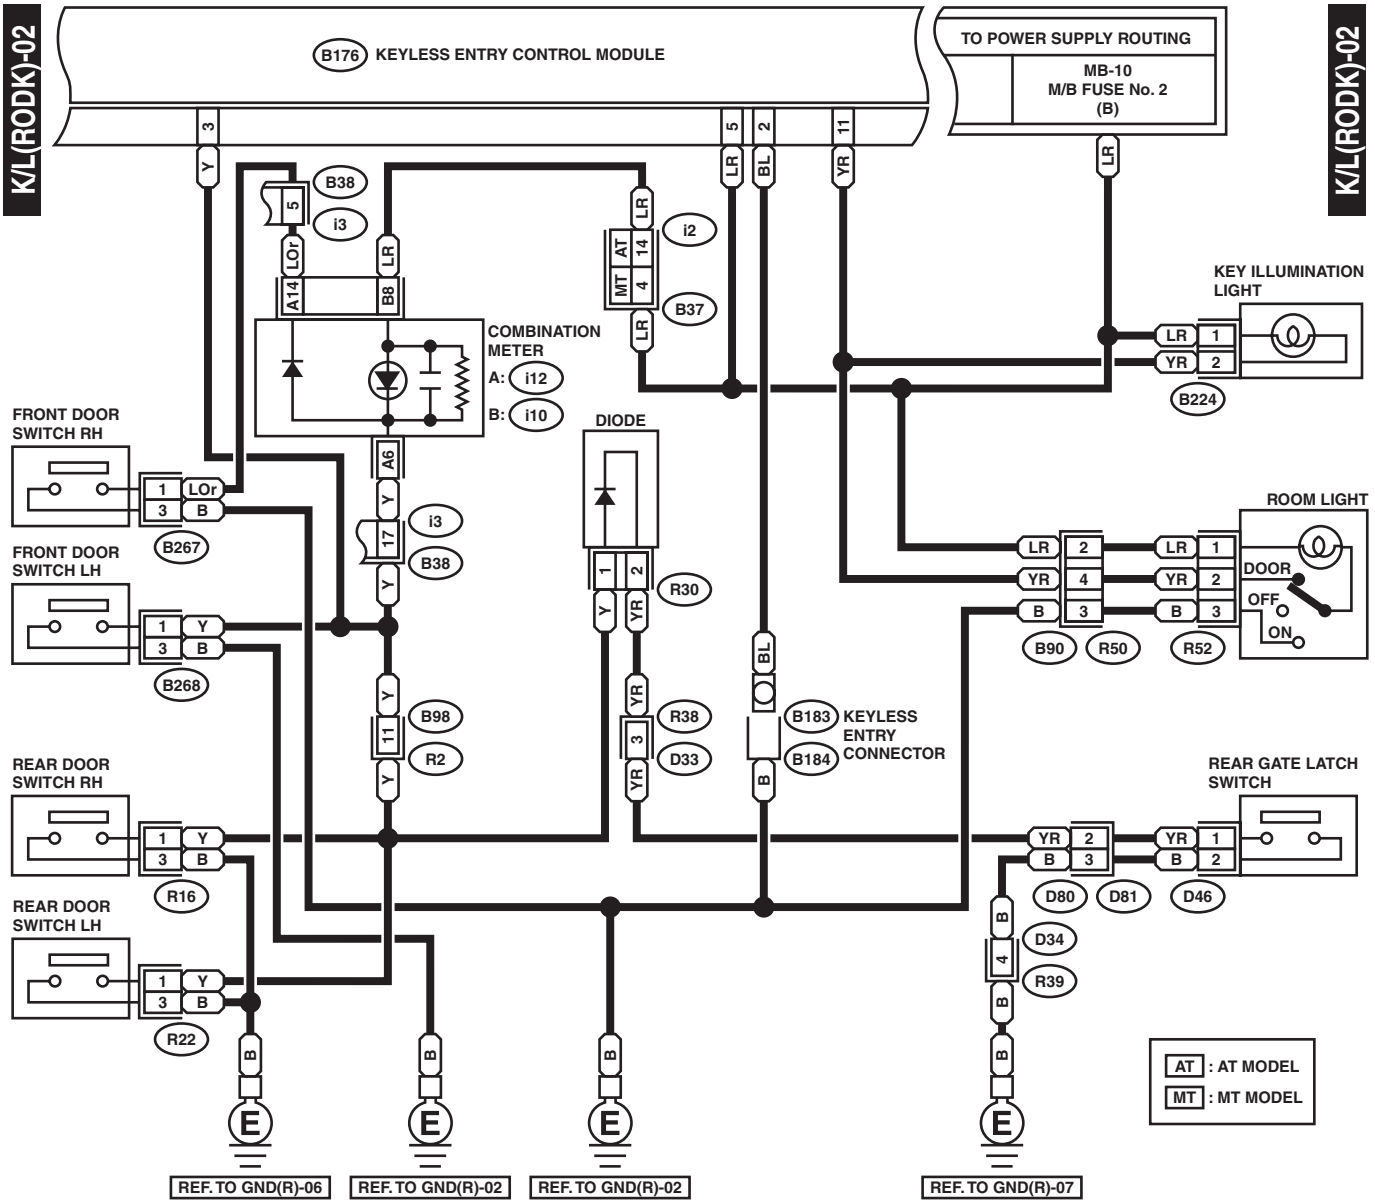 K/L(RODK)-02
K/L(RODK)-02
B176 KEYLESS ENTRY CONTROL MODULE
TO POWER SUPPLY ROUTING
MB-10
M/B FUSE No. 2
(B)
3
5
2
11
Y
LR
BL
YR
LR
B38
5
i3
LOr
LR
LR
AT 14
MT 4
i2
B37
LR
A14
B8
COMBINATION
METER
A: i12
B: i10
KEY ILLUMINATION
LIGHT
LR 1
YR 2
B224
FRONT DOOR
SWITCH RH
1 LOr
3 B
B267
A6
Y
i3
17
B38
Y
DIODE
1 2
R30
Y
YR
ROOM LIGHT
LR 2 LR 1
YR 4 YR 2
B 3 B 3
DOOR
OFF
ON
B90 R50 R52
FRONT DOOR
SWITCH LH
1 Y
3 B
B268
BL
Y
B98
11
R2
Y
YR
R38
3
D33
YR
B183
B184
KEYLESS
ENTRY
CONNECTOR
B
REAR DOOR
SWITCH RH
1 Y
3 B
R16
REAR GATE LATCH
SWITCH
YR 2 YR 1
B 3 B 2
D80 D81 D46
REAR DOOR
SWITCH LH
1 Y
3 B
R22
B
D34
4
R39
B
B
B
B
B
E
E
E
E
AT : AT MODEL
MT : MT MODEL
REF. TO GND(R)-06
REF. TO GND(R)-02
REF. TO GND(R)-02
REF. TO GND(R)-07